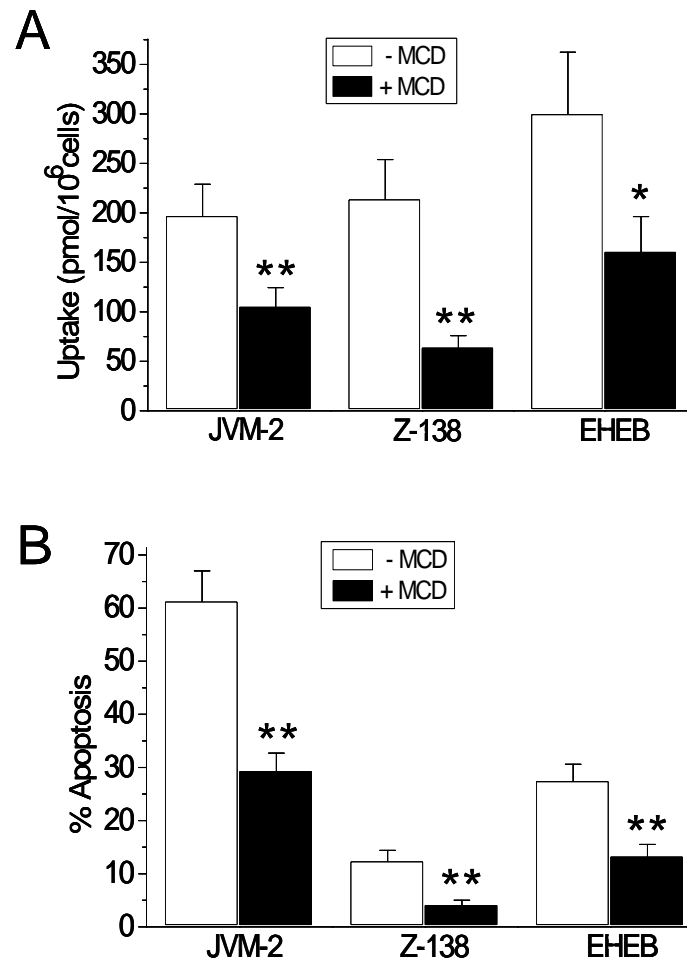 A
- MCD
+ MCD
Uptake (pmol/10⁶cells)
350
300
250
200
150
100
50
0
**
**
*
JVM-2 Z-138 EHEB
B
- MCD
+ MCD
% Apoptosis
70
60
50
40
30
20
10
0
**
**
**
JVM-2 Z-138 EHEB